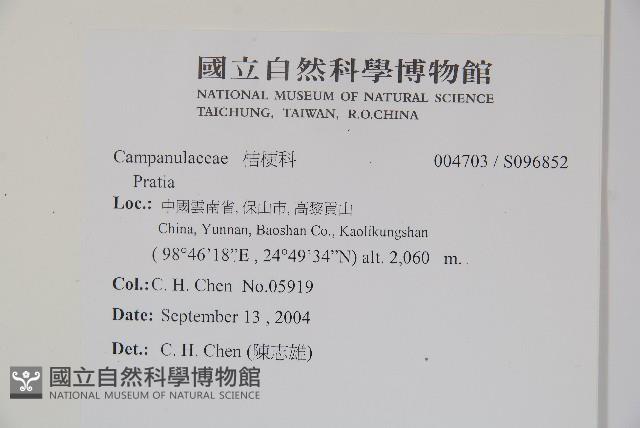 國立自然科學博物館
NATIONAL MUSEUM OF NATURAL SCIENCE
TAICHUNG, TAIWAN, R.O.CHINA
Campanulaceae 桔梗科 004703 / S096852
Pratia
Loc.: 中國雲南省, 保山市, 高黎貢山
China, Yunnan, Baoshan Co., Kaolikungshan
( 98°46'18"E , 24°49'34"N) alt. 2,060 m.
Col.: C. H. Chen No.05919
Date: September 13 , 2004
Det.: C. H. Chen (陳志雄)
國立自然科學博物館
NATIONAL MUSEUM OF NATURAL SCIENCE